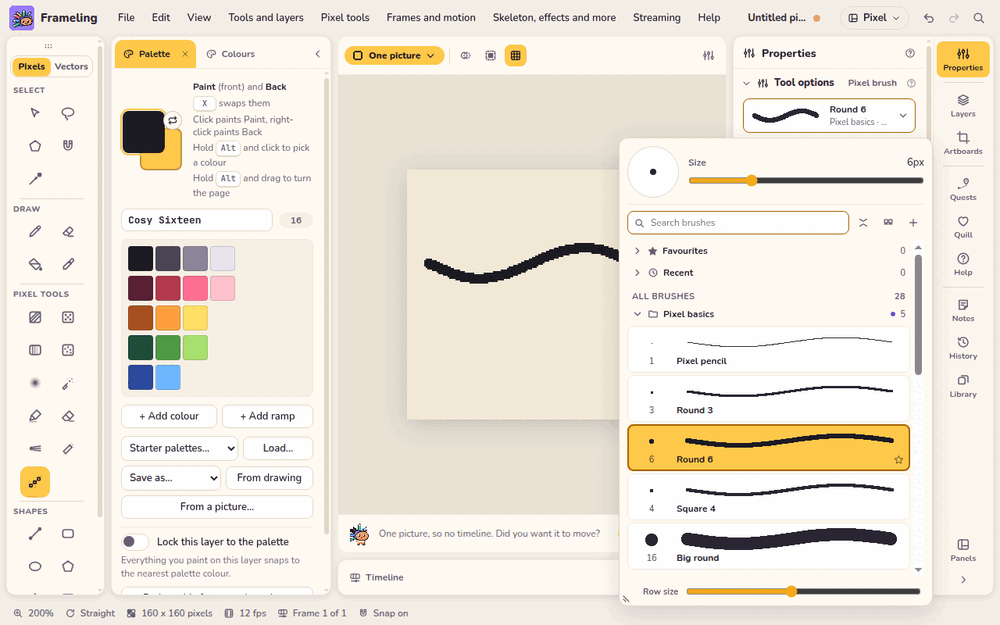 Frameling
File Edit View Tools and layers Pixel tools Frames and motion Skeleton, effects and more Streaming Help
Untitled pi...
Pixel
Pixels Vectors
SELECT
DRAW
PIXEL TOOLS
SHAPES
Palette
Colours
Paint (front) and Back
X swaps them
Click paints Paint, right-
click paints Back
Hold Alt and click to pick
a colour
Hold Alt and drag to turn
the page
Cosy Sixteen
16
+ Add colour
+ Add ramp
Starter palettes...
Load...
Save as...
From drawing
From a picture...
Lock this layer to the palette
Everything you paint on this layer snaps to
the nearest palette colour.
One picture
One picture, so no timeline. Did you want it to move?
Timeline
Properties
Tool options
Pixel brush
Round 6
Pixel basics · ...
Size
6px
Search brushes
Favourites
0
Recent
0
ALL BRUSHES
28
Pixel basics
5
1
Pixel pencil
3
Round 3
6
Round 6
4
Square 4
16
Big round
Row size
Properties
Layers
Artboards
Quests
Quill
Help
Notes
History
Library
Panels
200%
Straight
160 x 160 pixels
12 fps
Frame 1 of 1
Snap on